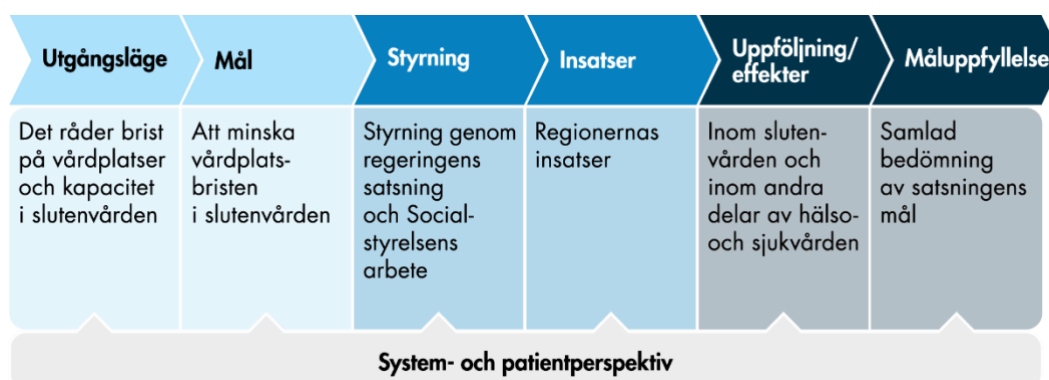 Utgångsläge
Mål
Styrning
Insatser
Uppföljning/
effekter
Måluppfyllelse
Det råder brist
på vårdplatser
och kapacitet
i slutenvården
Att minska
vårdplats-
bristen
i slutenvården
Styrning genom
regeringens
satsning
och Social-
styrelsens
arbete
Regionernas
insatser
Inom sluten-
vården och
inom andra
delar av hälso-
och sjukvården
Samlad
bedömning
av satsningens
mål
System- och patientperspektiv